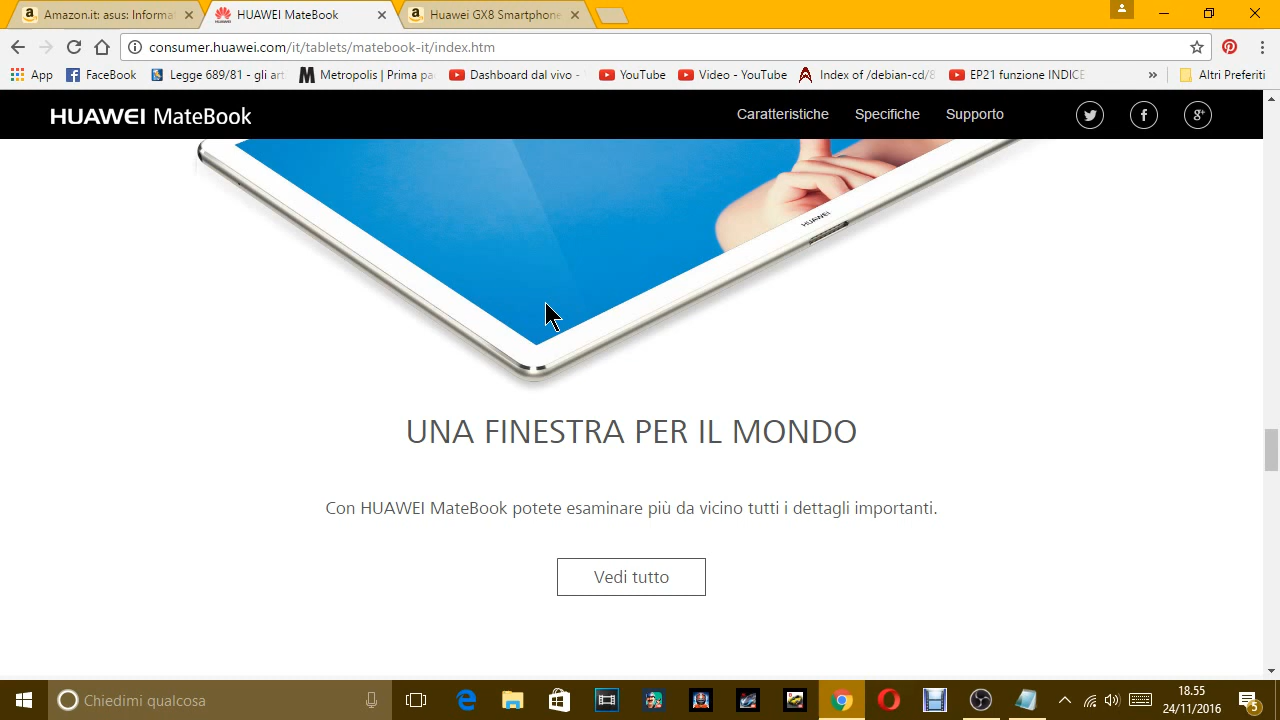 Amazon.it: asus: Informa
HUAWEI MateBook
Huawei GX8 Smartphone
consumer.huawei.com/it/tablets/matebook-it/index.htm
App
FaceBook
Legge 689/81 - gli art
Metropolis | Prima pa
Dashboard dal vivo -
YouTube
Video - YouTube
Index of /debian-cd/8
EP21 funzione INDICE
»
Altri Preferiti
HUAWEI MateBook
Caratteristiche
Specifiche
Supporto
HUAWEI
UNA FINESTRA PER IL MONDO
Con HUAWEI MateBook potete esaminare più da vicino tutti i dettagli importanti.
Vedi tutto
Chiedimi qualcosa
18.55
24/11/2016
5